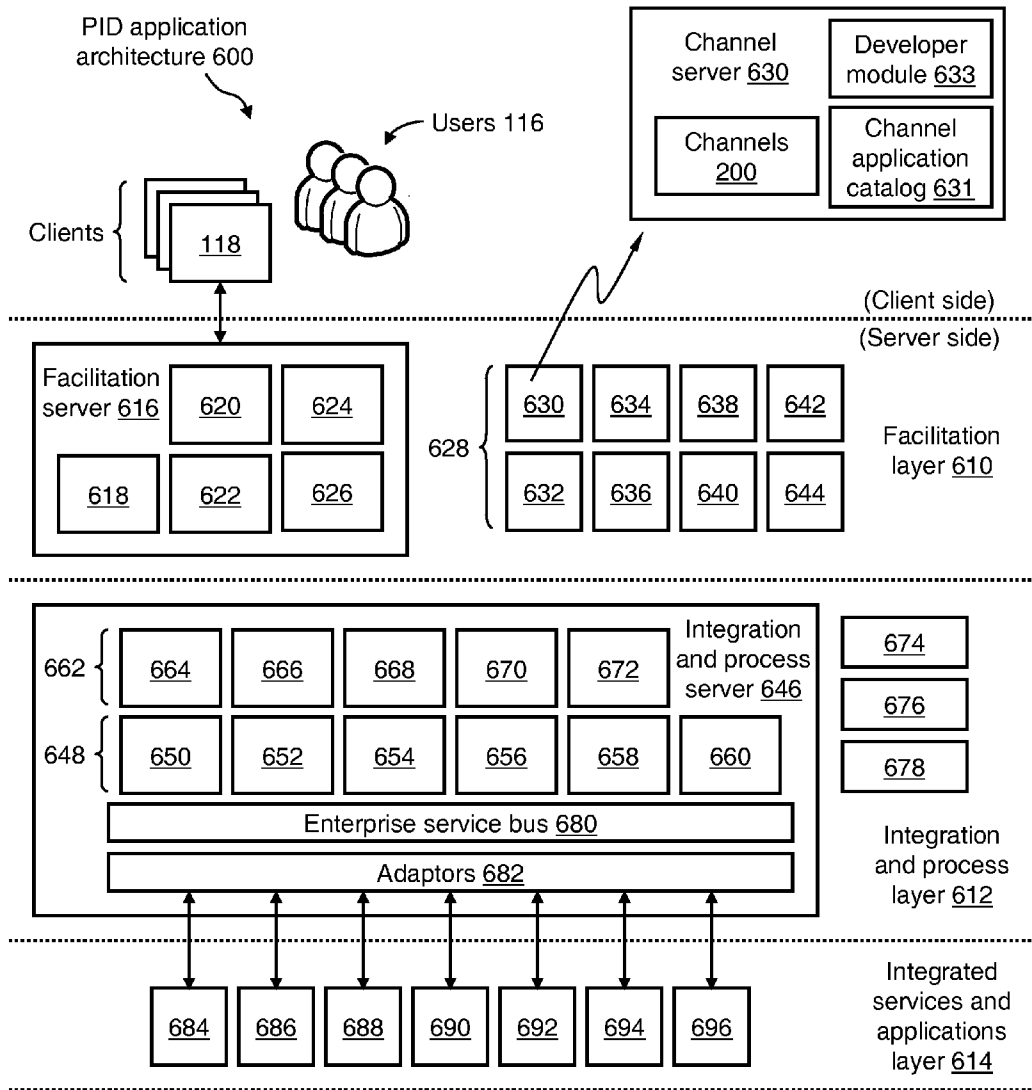 PID application
architecture 600
Users 116
Clients
118
Channel
server 630
Developer
module 633
Channels
200
Channel
application
catalog 631
(Client side)
(Server side)
Facilitation
server 616
620
624
618
622
626
628
630
634
638
642
632
636
640
644
Facilitation
layer 610
662
664
666
668
670
672
Integration
and process
server 646
648
650
652
654
656
658
660
674
676
678
Enterprise service bus 680
Adaptors 682
Integration
and process
layer 612
684
686
688
690
692
694
696
Integrated
services and
applications
layer 614